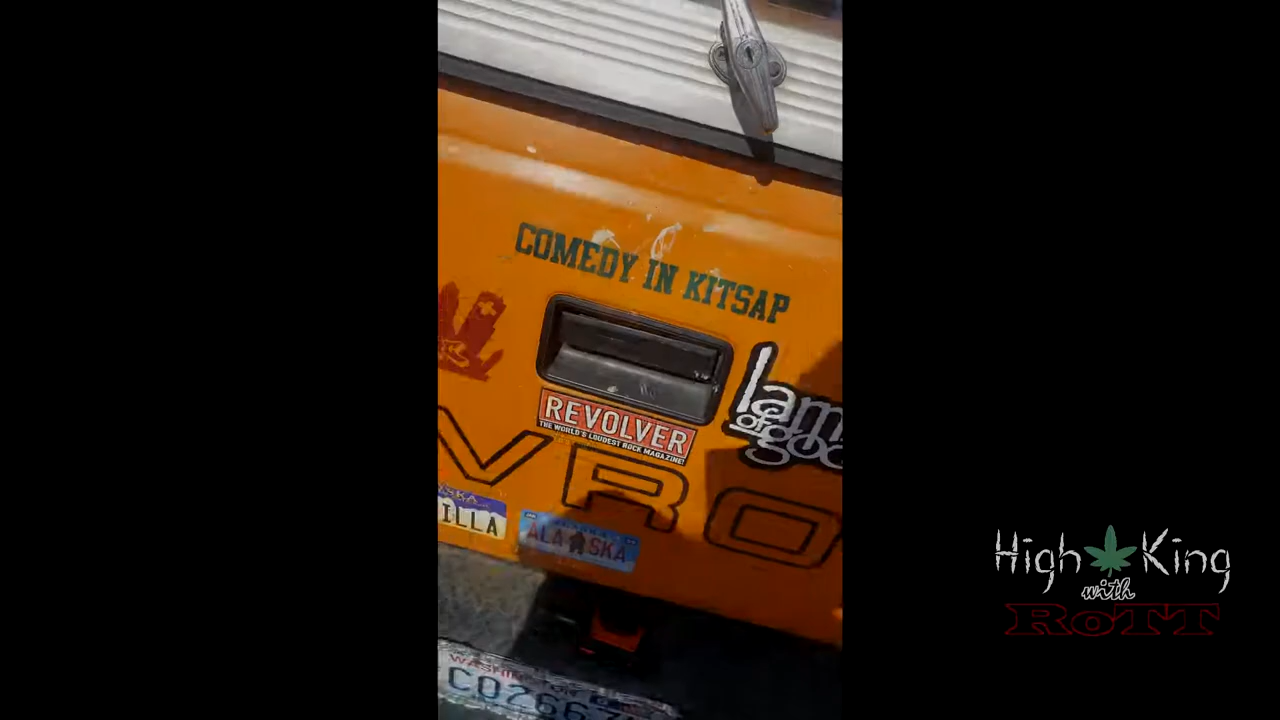 COMEDY IN KITSAP
lamb
of god
REVOLVER
THE WORLD'S LOUDEST ROCK MAGAZINE!
VRO
ILLA
ALASKA
High King
with
RoTT
WASHINGTON